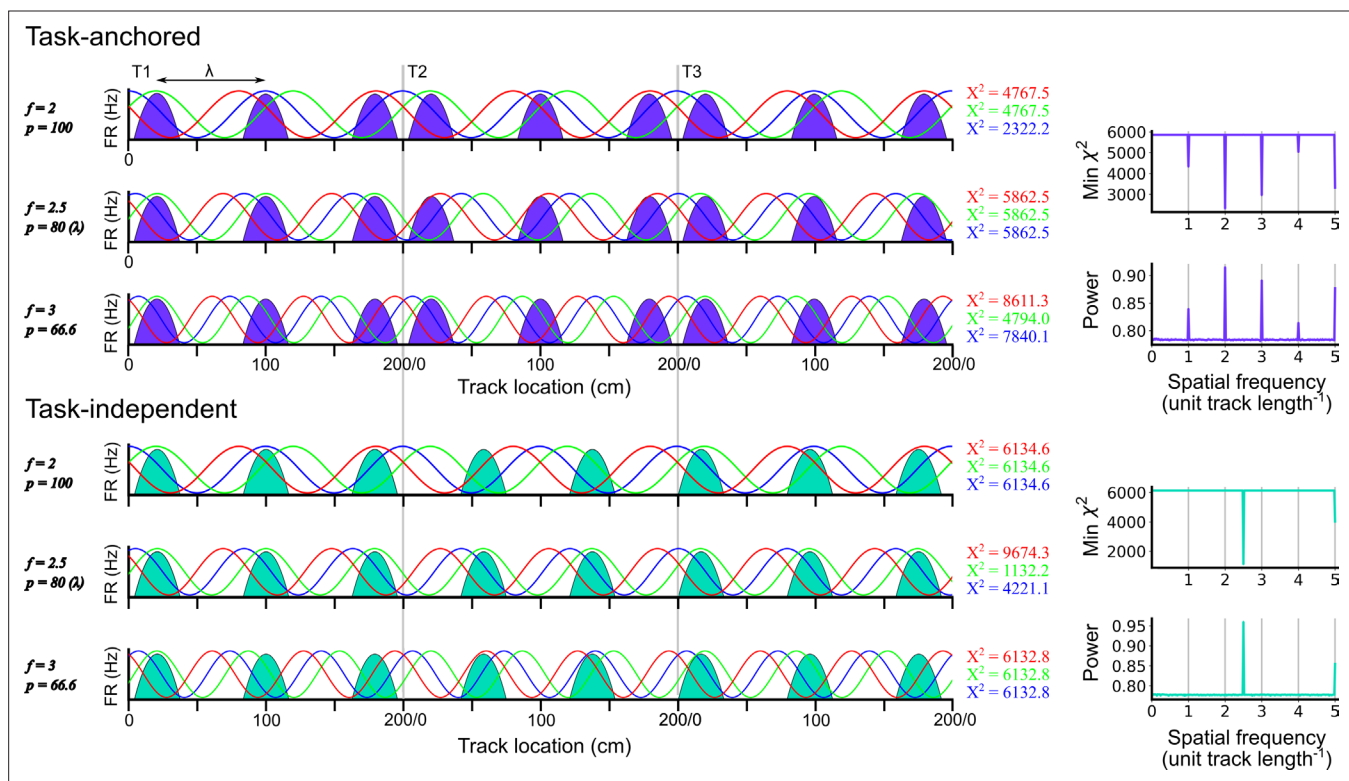 Task-anchored
T1 λ T2 T3
f = 2
p = 100
FR (Hz)
0
X² = 4767.5
X² = 4767.5
X² = 2322.2
f = 2.5
p = 80 (λ)
FR (Hz)
0
X² = 5862.5
X² = 5862.5
X² = 5862.5
f = 3
p = 66.6
FR (Hz)
X² = 8611.3
X² = 4794.0
X² = 7840.1
0 100 200/0 100 200/0 100 200/0
Track location (cm)
Min χ²
6000
5000
4000
3000
1 2 3 4 5
Power
0.90
0.85
0.80
0 1 2 3 4 5
Spatial frequency
(unit track length⁻¹)
Task-independent
f = 2
p = 100
FR (Hz)
X² = 6134.6
X² = 6134.6
X² = 6134.6
f = 2.5
p = 80 (λ)
FR (Hz)
X² = 9674.3
X² = 1132.2
X² = 4221.1
f = 3
p = 66.6
FR (Hz)
X² = 6132.8
X² = 6132.8
X² = 6132.8
0 100 200/0 100 200/0 100 200/0
Track location (cm)
Min χ²
6000
4000
2000
1 2 3 4 5
Power
0.95
0.90
0.85
0.80
0 1 2 3 4 5
Spatial frequency
(unit track length⁻¹)